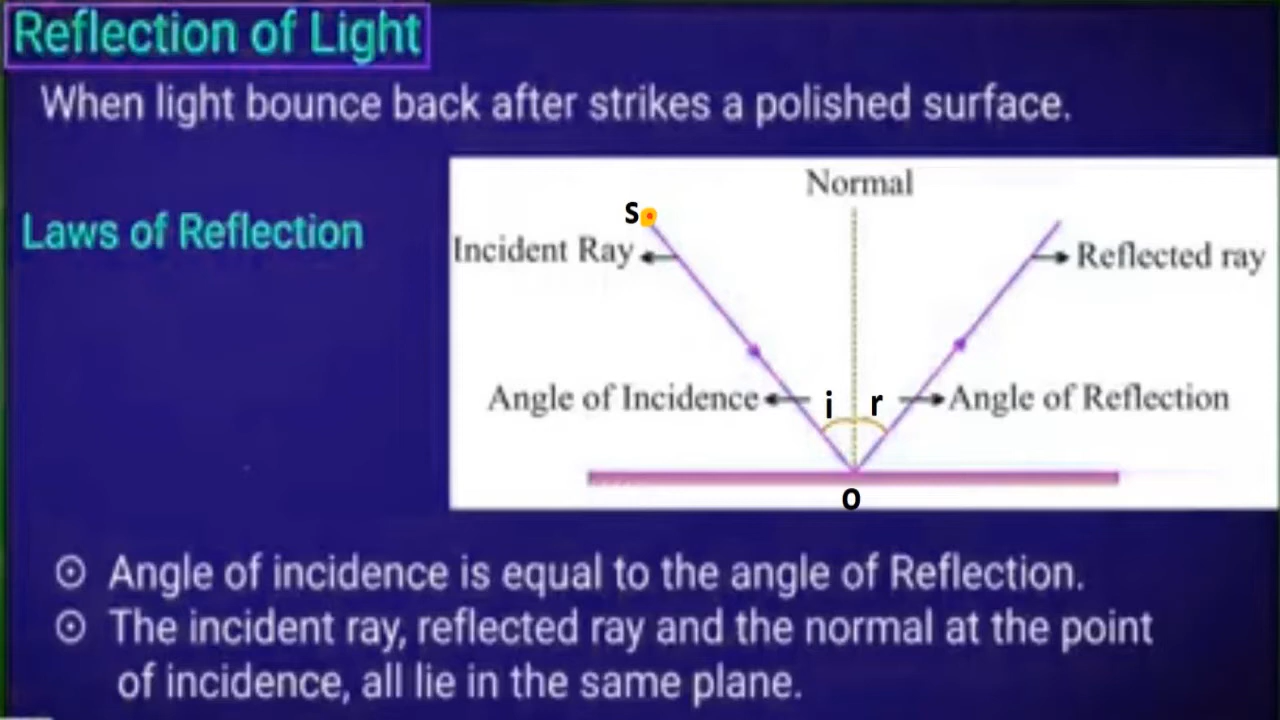 Reflection of Light
When light bounce back after strikes a polished surface.
Laws of Reflection
Normal
S
Incident Ray
Reflected ray
Angle of Incidence
i
r
Angle of Reflection
O
Angle of incidence is equal to the angle of Reflection.
The incident ray, reflected ray and the normal at the point
of incidence, all lie in the same plane.